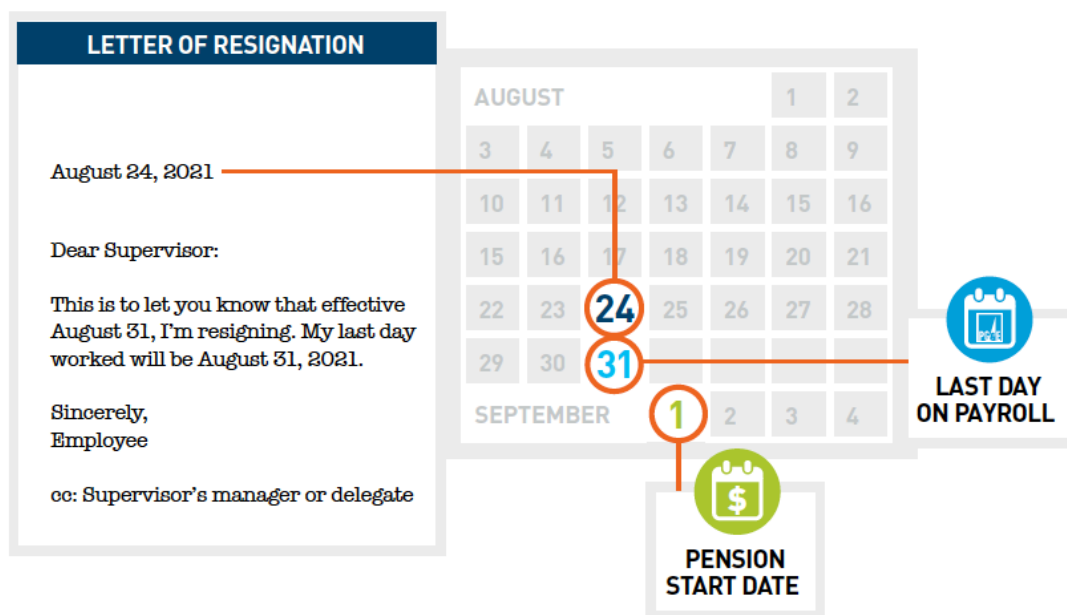 LETTER OF RESIGNATION
August 24, 2021
Dear Supervisor:
This is to let you know that effective
August 31, I’m resigning. My last day
worked will be August 31, 2021.
Sincerely,
Employee
cc: Supervisor’s manager or delegate
AUGUST 1 2
3 4 5 6 7 8 9
10 11 12 13 14 15 16
15 16 17 18 19 20 21
22 23 24 25 26 27 28
29 30 31
SEPTEMBER 1 2 3 4
PG&E
LAST DAY
ON PAYROLL
$
PENSION
START DATE